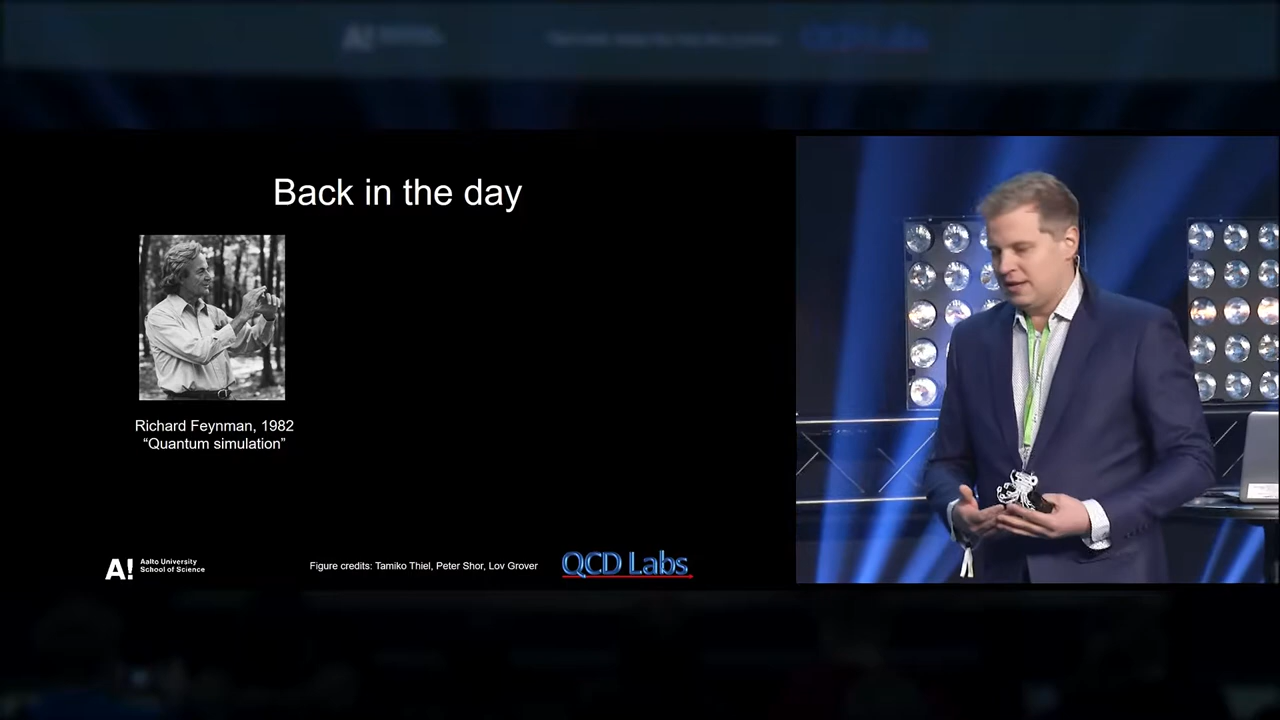 Back in the day
Richard Feynman, 1982
“Quantum simulation”
A! Aalto University
School of Science
Figure credits: Tamiko Thiel, Peter Shor, Lov Grover
QCD Labs